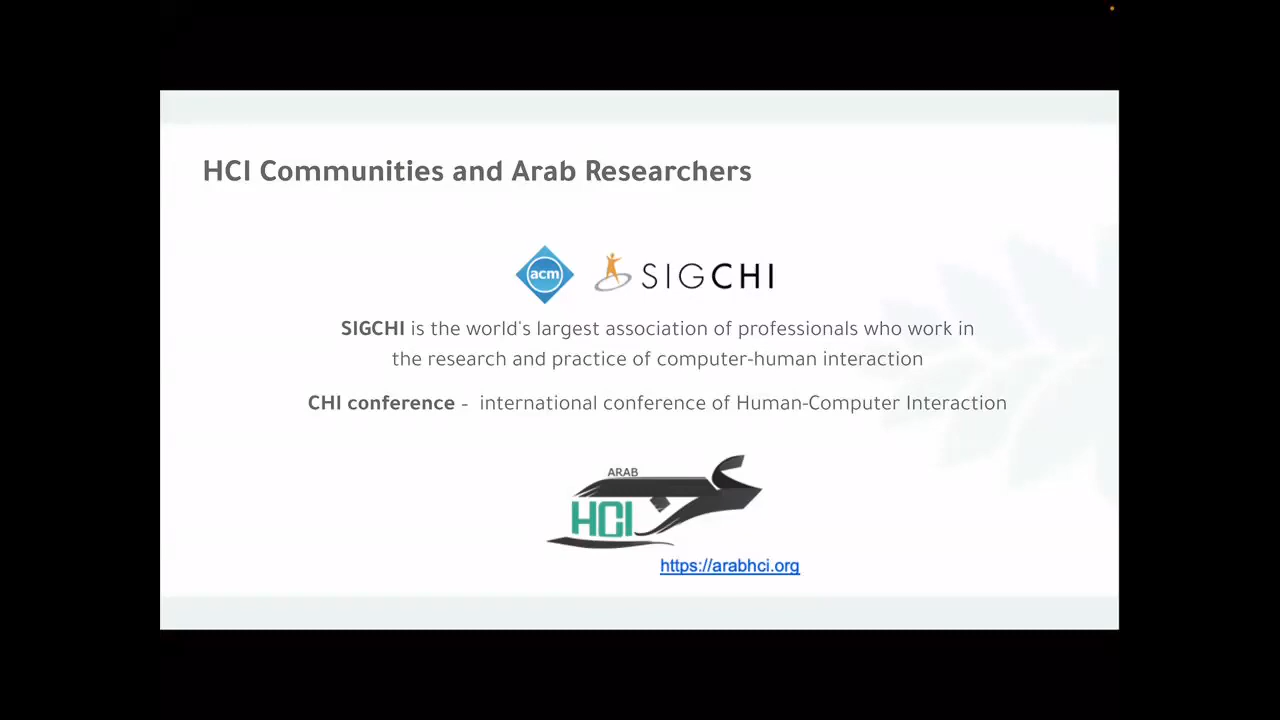 HCI Communities and Arab Researchers
acm SIGCHI
SIGCHI is the world's largest association of professionals who work in
the research and practice of computer-human interaction
CHI conference - international conference of Human-Computer Interaction
ARAB
HCI
https://arabhci.org